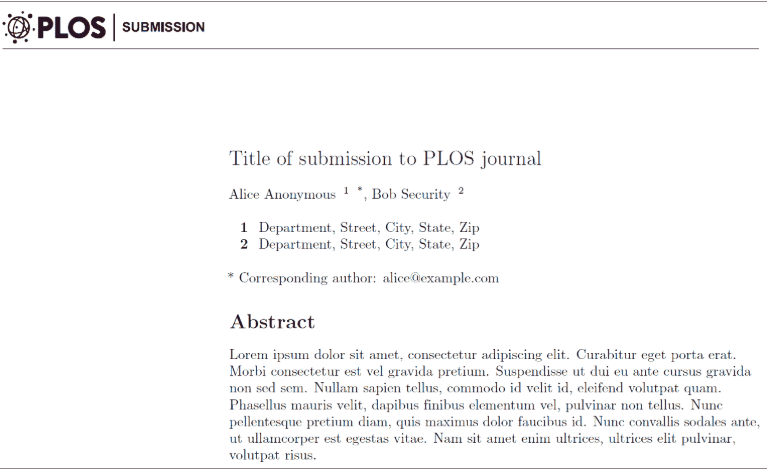 PLOS | SUBMISSION
Title of submission to PLOS journal
Alice Anonymous 1 *, Bob Security 2
1 Department, Street, City, State, Zip
2 Department, Street, City, State, Zip
* Corresponding author: alice@example.com
Abstract
Lorem ipsum dolor sit amet, consectetur adipiscing elit. Curabitur eget porta erat.
Morbi consectetur est vel gravida pretium. Suspendisse ut dui eu ante cursus gravida
non sed sem. Nullam sapien tellus, commodo id velit id, eleifend volutpat quam.
Phasellus mauris velit, dapibus finibus elementum vel, pulvinar non tellus. Nunc
pellentesque pretium diam, quis maximus dolor faucibus id. Nunc convallis sodales ante,
ut ullamcorper est egestas vitae. Nam sit amet enim ultrices, ultrices elit pulvinar,
volutpat risus.